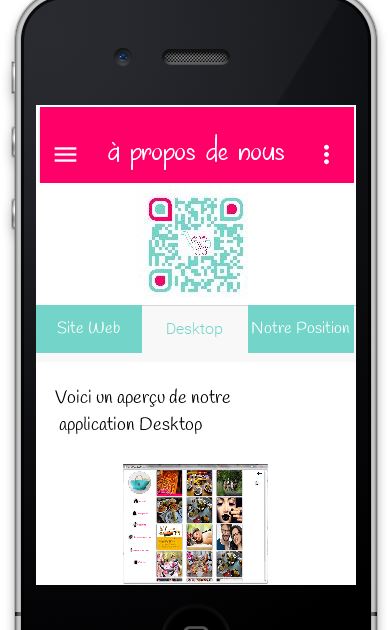 à propos de nous
Site Web
Desktop
Notre Position
Voici un aperçu de notre
application Desktop